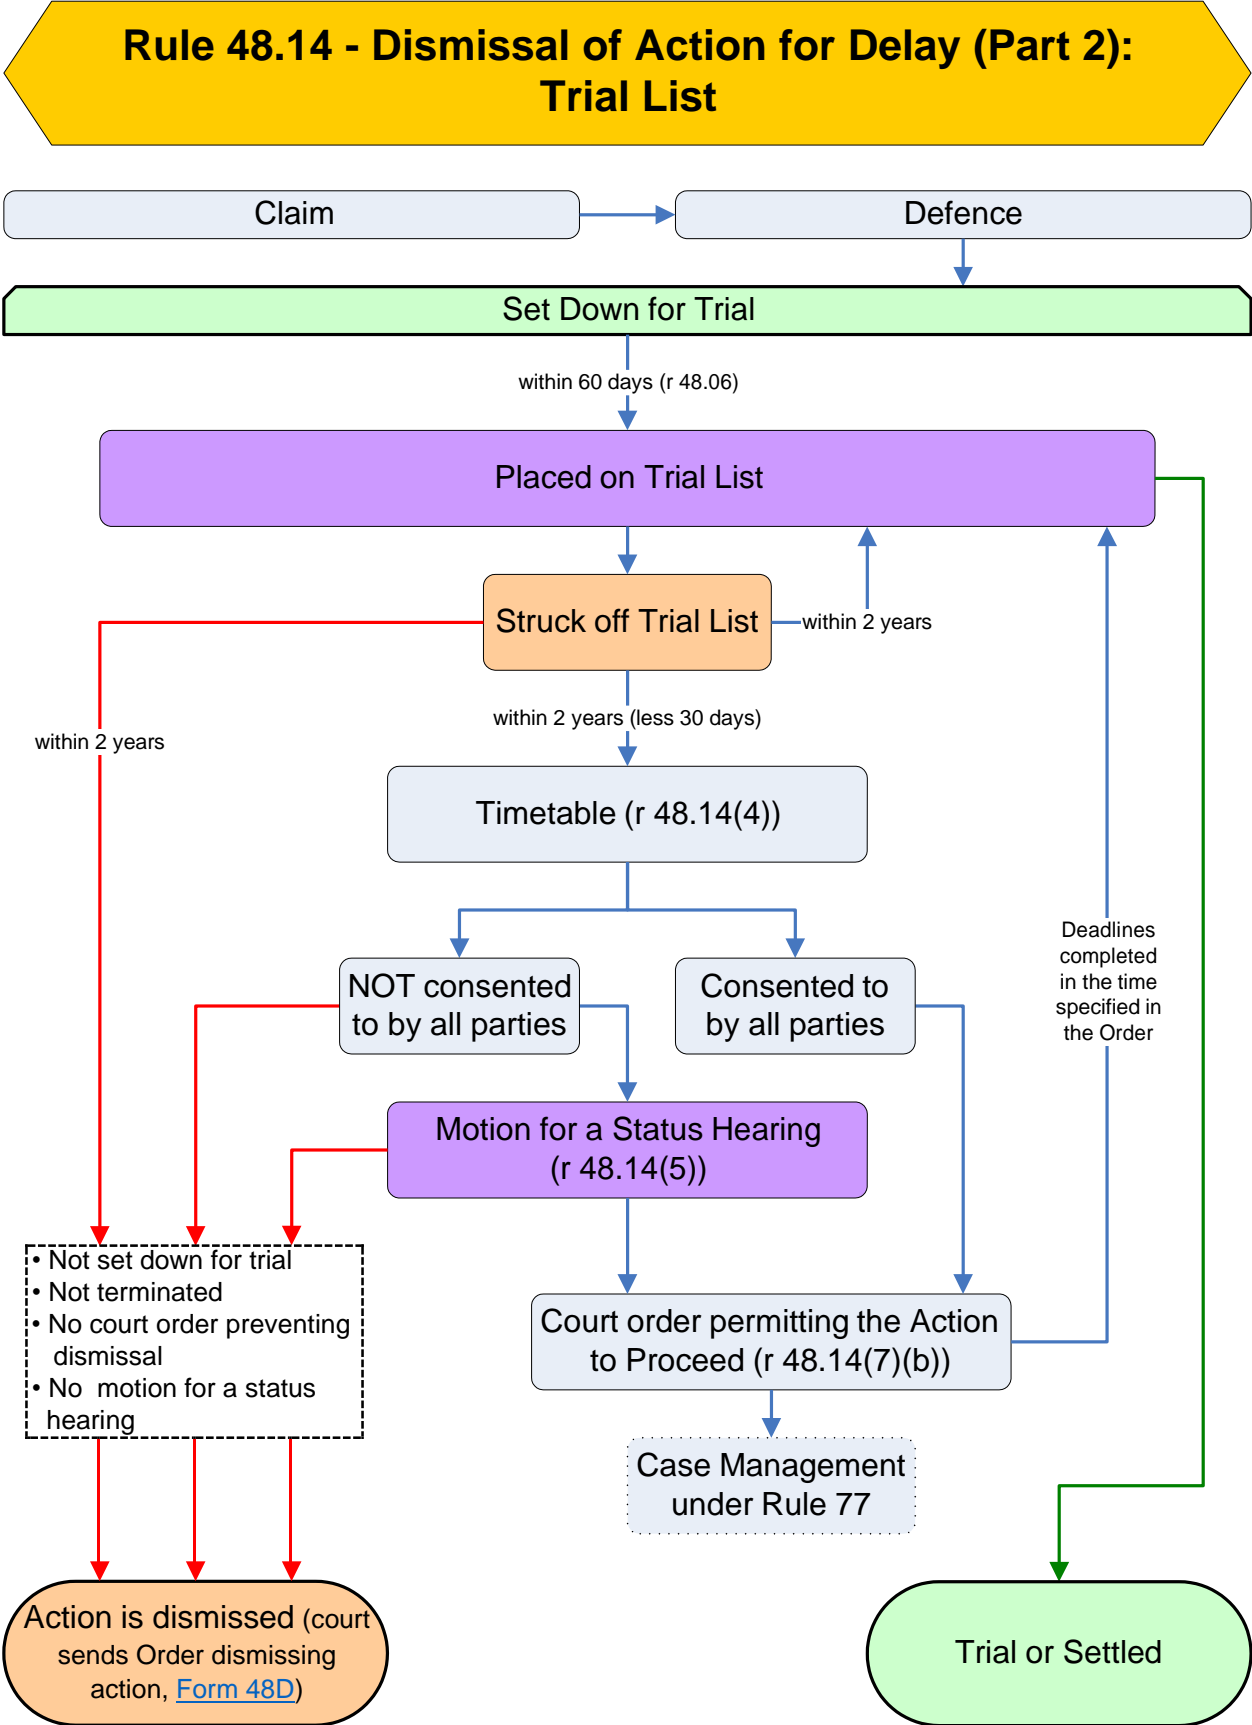 Rule 48.14 - Dismissal of Action for Delay (Part 2):
Trial List
Claim
Defence
Set Down for Trial
within 60 days (r 48.06)
Placed on Trial List
Struck off Trial List
within 2 years
within 2 years (less 30 days)
within 2 years
Timetable (r 48.14(4))
NOT consented
to by all parties
Consented to
by all parties
Deadlines
completed
in the time
specified in
the Order
Motion for a Status Hearing
(r 48.14(5))
• Not set down for trial
• Not terminated
• No court order preventing
dismissal
• No  motion for a status
hearing
Court order permitting the Action
to Proceed (r 48.14(7)(b))
Case Management
under Rule 77
Action is dismissed (court
sends Order dismissing
action, Form 48D)
Trial or Settled